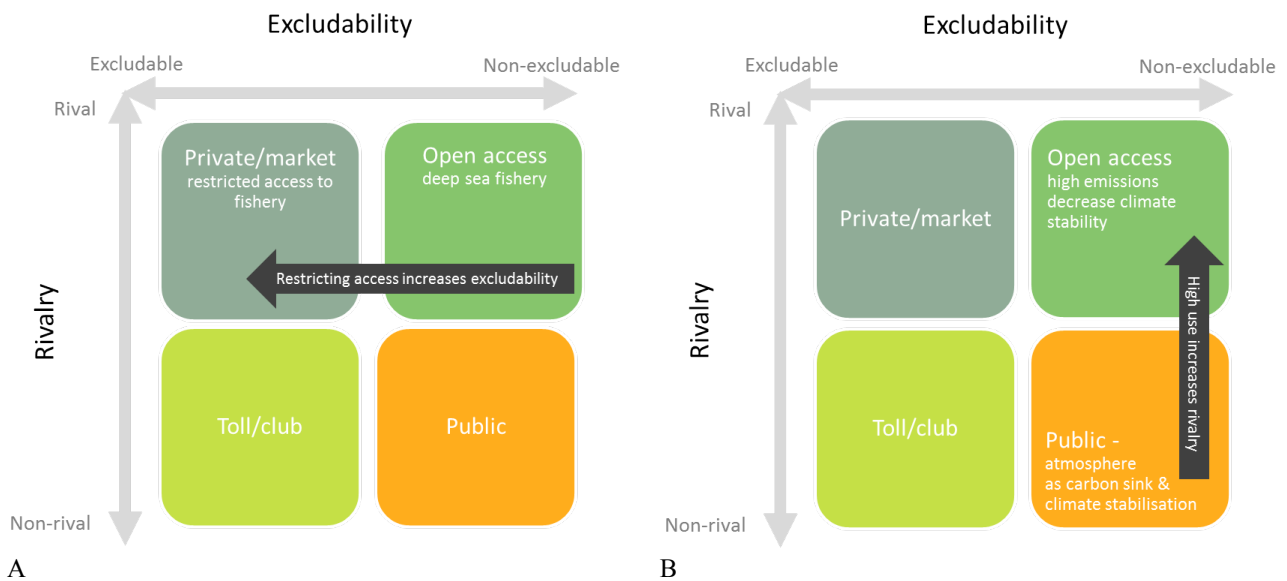 Excludability
Excludable
Non-excludable
Rival
Private/market
restricted access to
fishery
Open access
deep sea fishery
Restricting access increases excludability
Rivalry
Toll/club
Public
Non-rival
A
Excludability
Excludable
Non-excludable
Rival
Private/market
Open access
high emissions
decrease climate
stability
High use increases rivalry
Rivalry
Toll/club
Public -
atmosphere
as carbon sink &
climate stabilisation
Non-rival
B